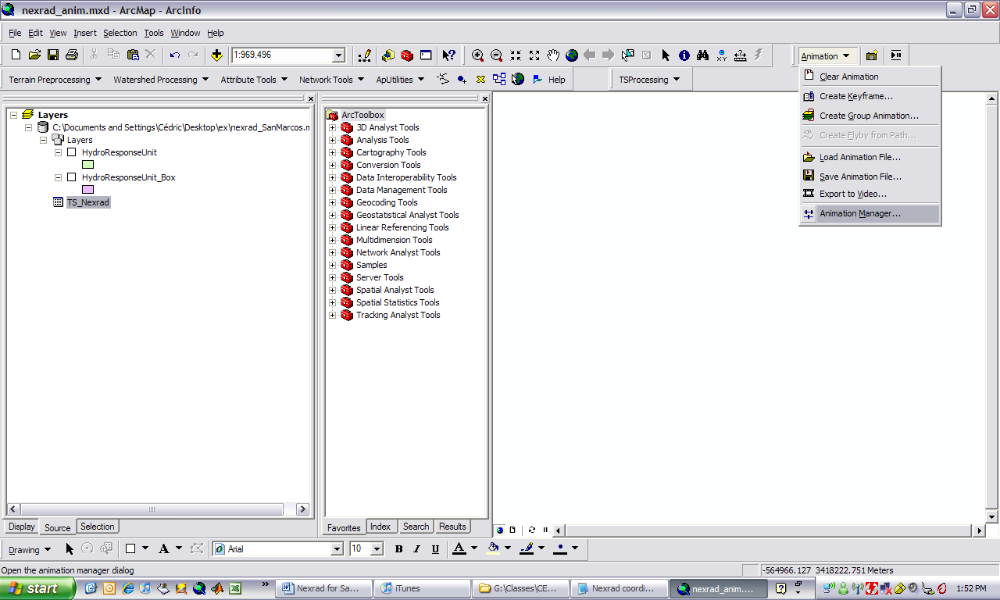 nexrad_anim.mxd - ArcMap - ArcInfo
File Edit View Insert Selection Tools Window Help
1:969,496
Animation
Terrain Preprocessing Watershed Processing Attribute Tools Network Tools ApUtilities Help TSProcessing
Clear Animation
Create Keyframe...
Create Group Animation...
Create Flyby from Path...
Load Animation File...
Save Animation File...
Export to Video...
Animation Manager...
Layers
C:\Documents and Settings\Cédric\Desktop\ex\nexrad_SanMarcos.m
Layers
HydroResponseUnit
HydroResponseUnit_Box
TS_Nexrad
ArcToolbox
3D Analyst Tools
Analysis Tools
Cartography Tools
Conversion Tools
Data Interoperability Tools
Data Management Tools
Geocoding Tools
Geostatistical Analyst Tools
Linear Referencing Tools
Multidimension Tools
Network Analyst Tools
Samples
Server Tools
Spatial Analyst Tools
Spatial Statistics Tools
Tracking Analyst Tools
Display Source Selection
Favorites Index Search Results
Drawing A Arial 10 B I U A
Open the animation manager dialog
-564966.127 3418222.751 Meters
start
Nexrad for Sa...
iTunes
G:\Classes\CE...
Nexrad coordi...
nexrad_anim....
1:52 PM